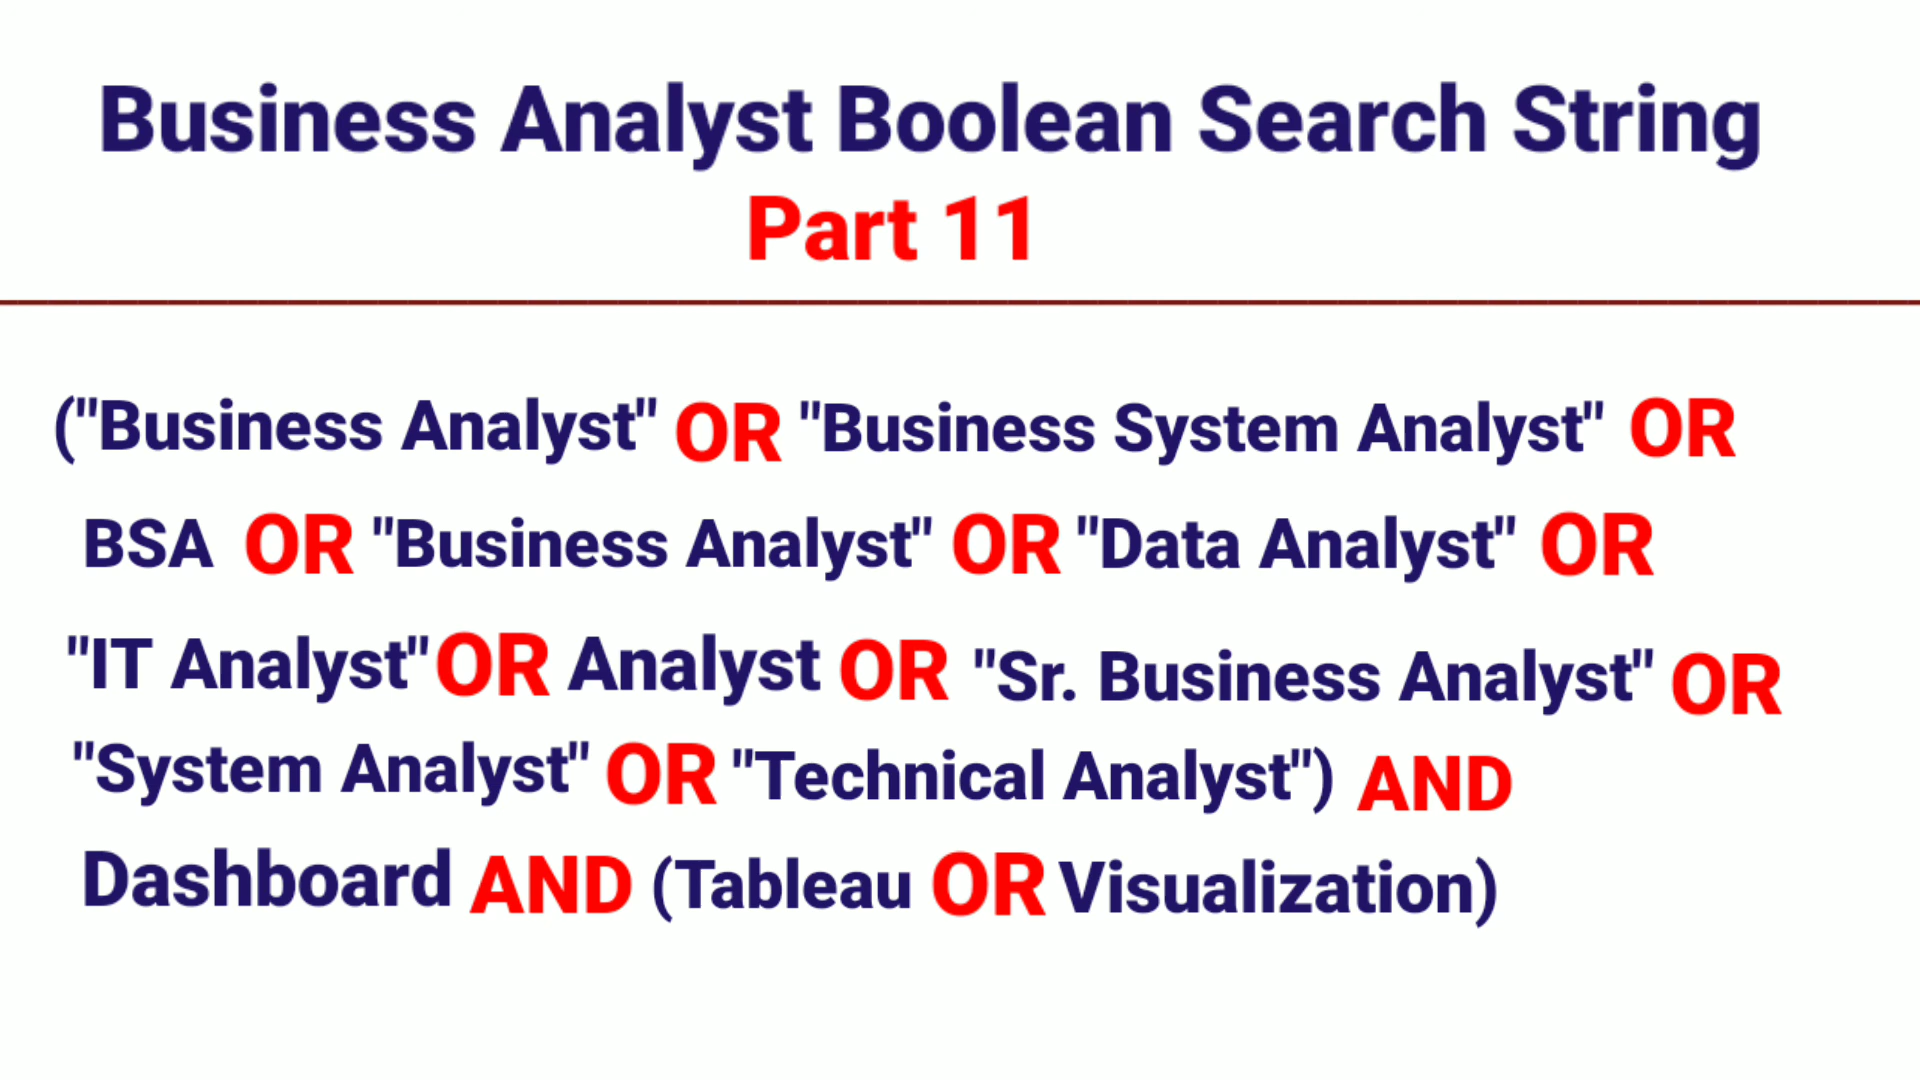 Business Analyst Boolean Search String
Part 11
("Business Analyst" OR "Business System Analyst" OR
BSA OR "Business Analyst" OR "Data Analyst" OR
"IT Analyst" OR Analyst OR "Sr. Business Analyst" OR
"System Analyst" OR "Technical Analyst") AND
Dashboard AND (Tableau OR Visualization)